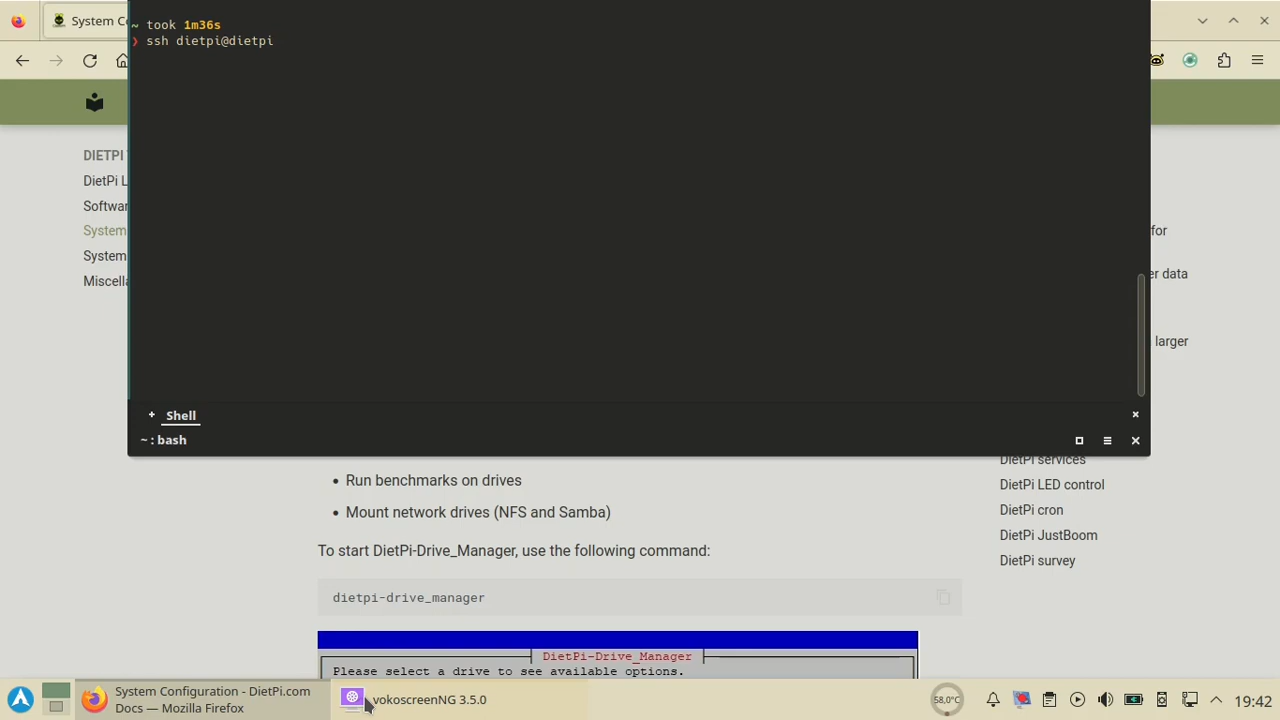 System Co
~ took 1m36s
❯ ssh dietpi@dietpi
DIETPI
DietPi L
Softwar
System
System
Miscella
for
er data
larger
+ Shell
~ : bash
DietPi services
DietPi LED control
DietPi cron
DietPi JustBoom
DietPi survey
• Run benchmarks on drives
• Mount network drives (NFS and Samba)
To start DietPi-Drive_Manager, use the following command:
dietpi-drive_manager
DietPi-Drive_Manager
Please select a drive to see available options.
System Configuration - DietPi.com
Docs — Mozilla Firefox
vokoscreenNG 3.5.0
58,0°C
19:42